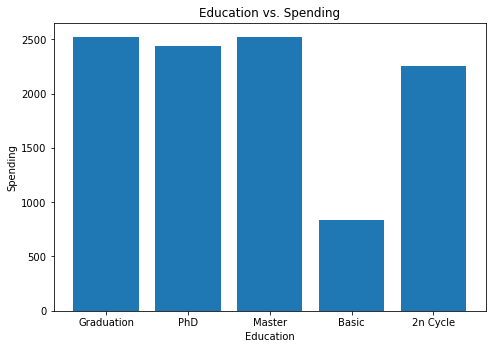 Education vs. Spending
Spending
2500
2000
1500
1000
500
0
Graduation PhD Master Basic 2n Cycle
Education